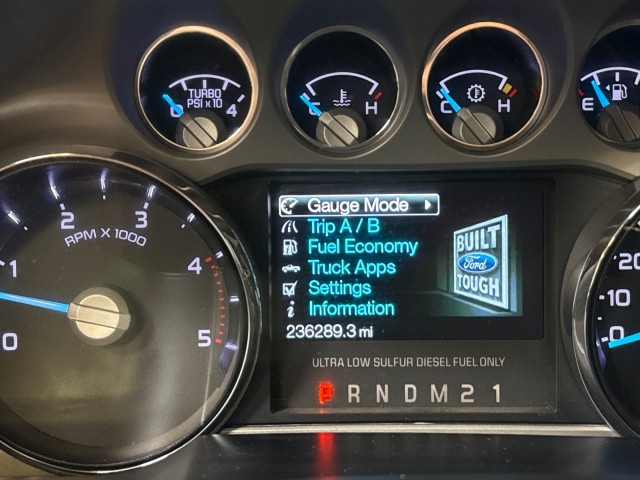 TURBO
PSI x 10
0 4
C H
C H
E
0 1 2 3 4 5
RPM X 1000
Gauge Mode
Trip A / B
Fuel Economy
Truck Apps
Settings
Information
236289.3 mi
BUILT
Ford
TOUGH
ULTRA LOW SULFUR DIESEL FUEL ONLY
P R N D M 2 1
20
10
0